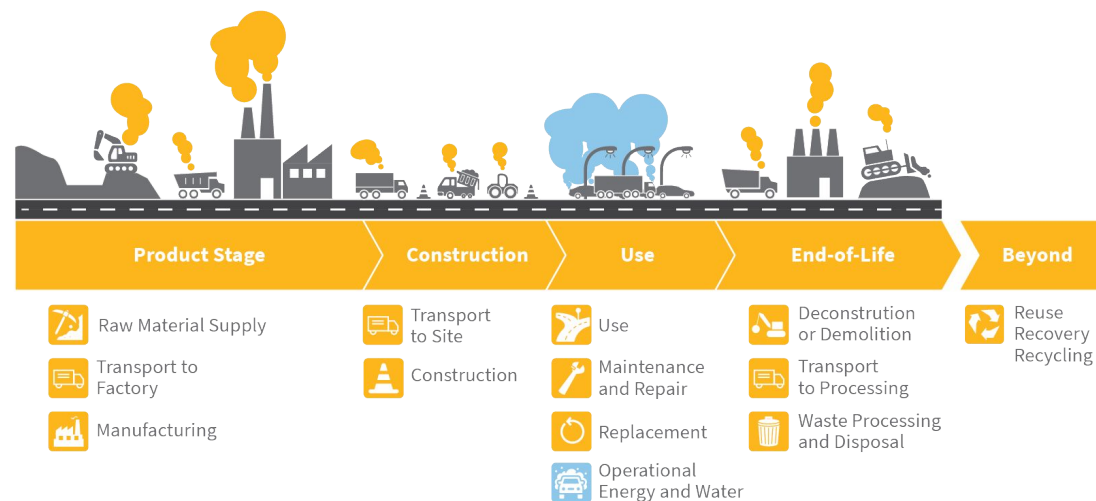 Product Stage
Construction
Use
End-of-Life
Beyond
Raw Material Supply
Transport to
Factory
Manufacturing
Transport
to Site
Construction
Use
Maintenance
and Repair
Replacement
Operational
Energy and Water
Deconstrution
or Demolition
Transport
to Processing
Waste Processing
and Disposal
Reuse
Recovery
Recycling